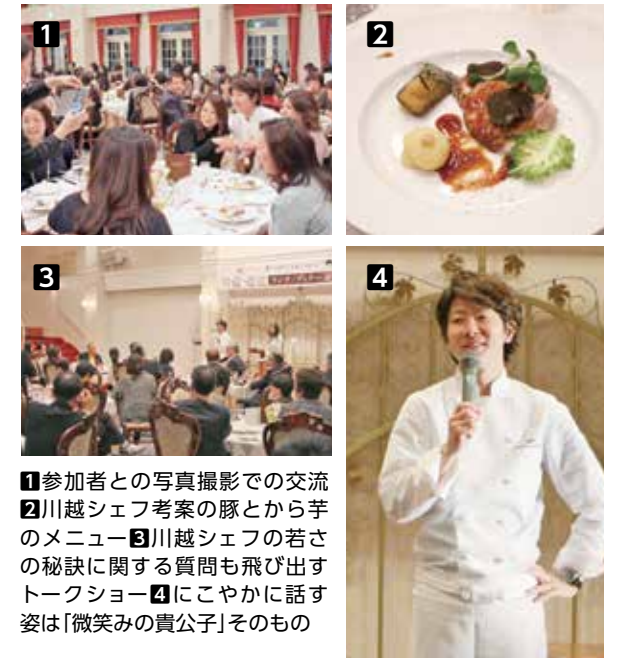 1
2
3
4
1参加者との写真撮影での交流
2川越シェフ考案の豚とから芋
のメニュー3川越シェフの若さ
の秘訣に関する質問も飛び出す
トークショー4にこやかに話す
姿は「微笑みの貴公子」そのもの